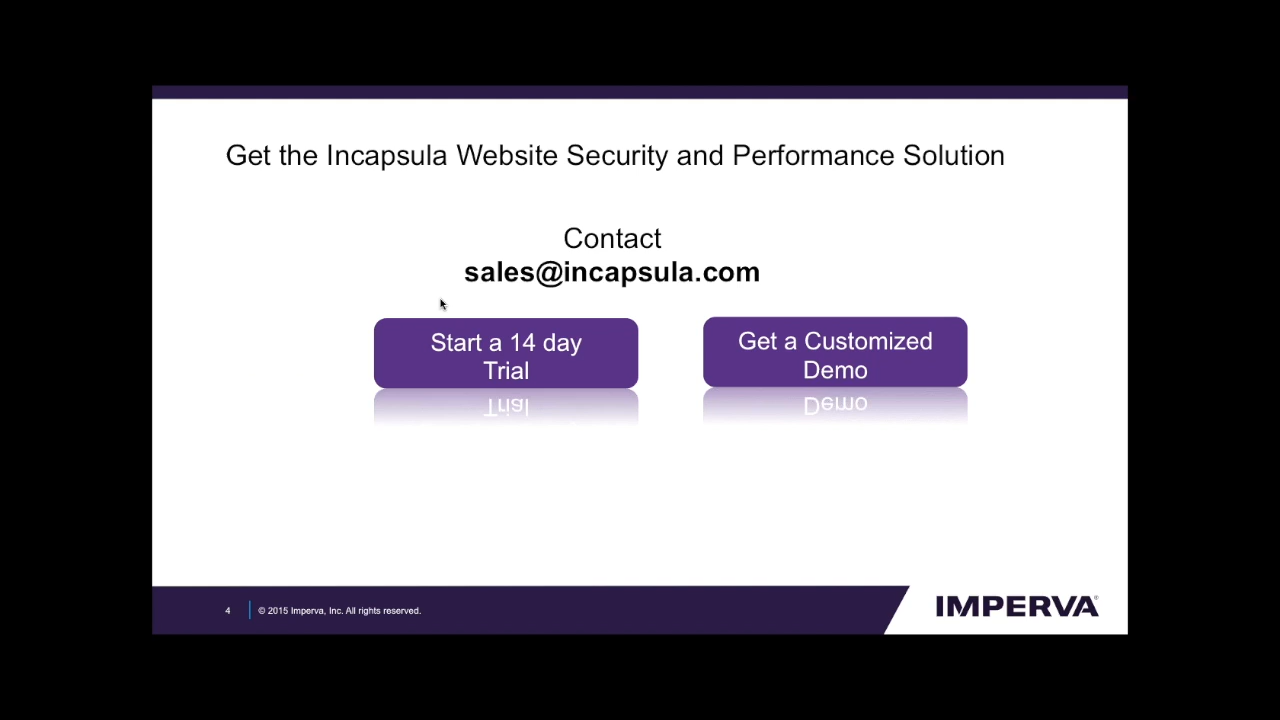 Get the Incapsula Website Security and Performance Solution
Contact
sales@incapsula.com
Start a 14 day
Trial
Get a Customized
Demo
4
© 2015 Imperva, Inc. All rights reserved.
IMPERVA®